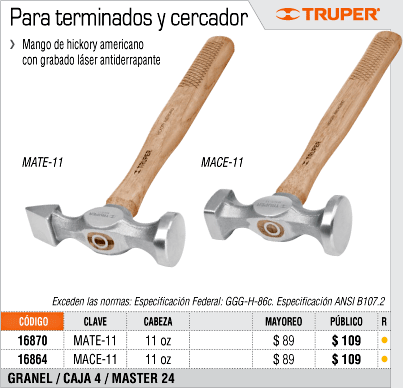 Para terminados y cercador
TRUPER®
❯ Mango de hickory americano
con grabado láser antiderrapante
MATE-11
MACE-11
TRUPER
TRUPER
Exceden las normas: Especificación Federal: GGG-H-86c. Especificación ANSI B107.2
CÓDIGO CLAVE CABEZA MAYOREO PÚBLICO R
16870 MATE-11 11 oz $ 89 $ 109
16864 MACE-11 11 oz $ 89 $ 109
GRANEL / CAJA 4 / MASTER 24